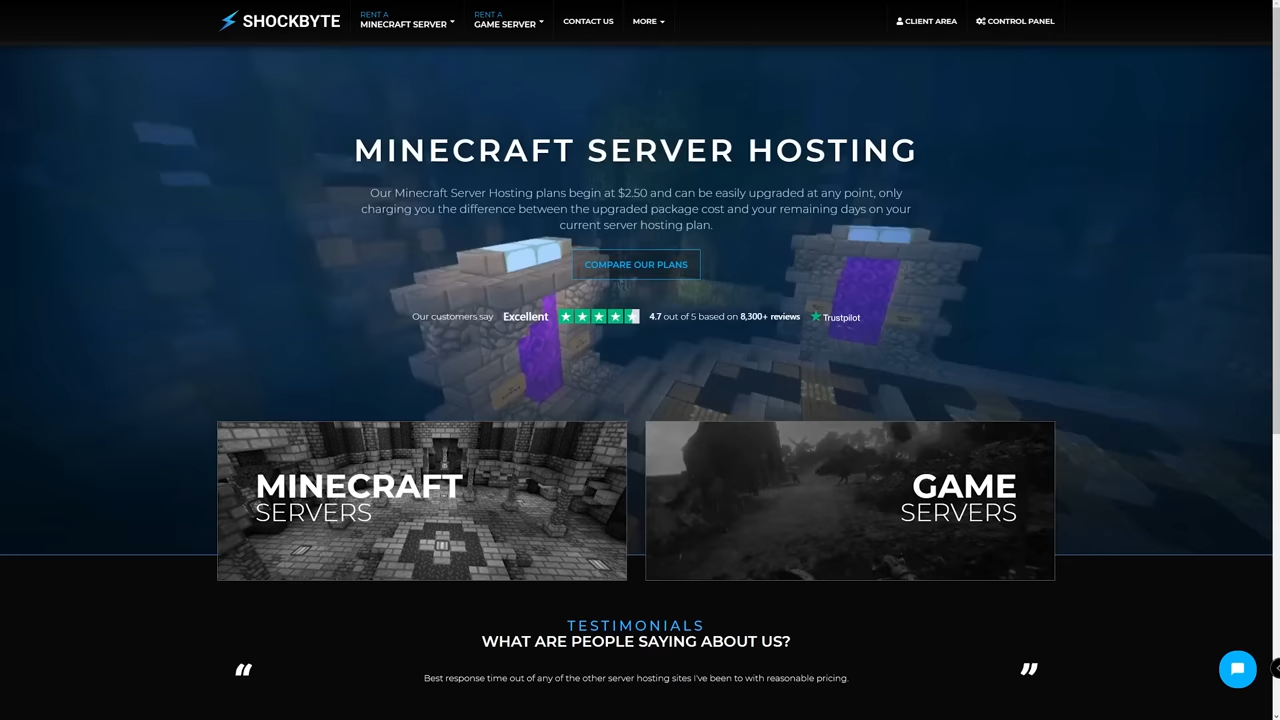 SHOCKBYTE
RENT A
MINECRAFT SERVER
RENT A
GAME SERVER
CONTACT US
MORE
CLIENT AREA
CONTROL PANEL
MINECRAFT SERVER HOSTING
Our Minecraft Server Hosting plans begin at $2.50 and can be easily upgraded at any point, only
charging you the difference between the upgraded package cost and your remaining days on your
current server hosting plan.
COMPARE OUR PLANS
Our customers say Excellent 4.7 out of 5 based on 8,300+ reviews Trustpilot
MINECRAFT
SERVERS
GAME
SERVERS
TESTIMONIALS
WHAT ARE PEOPLE SAYING ABOUT US?
“ ”
Best response time out of any of the other server hosting sites I've been to with reasonable pricing.